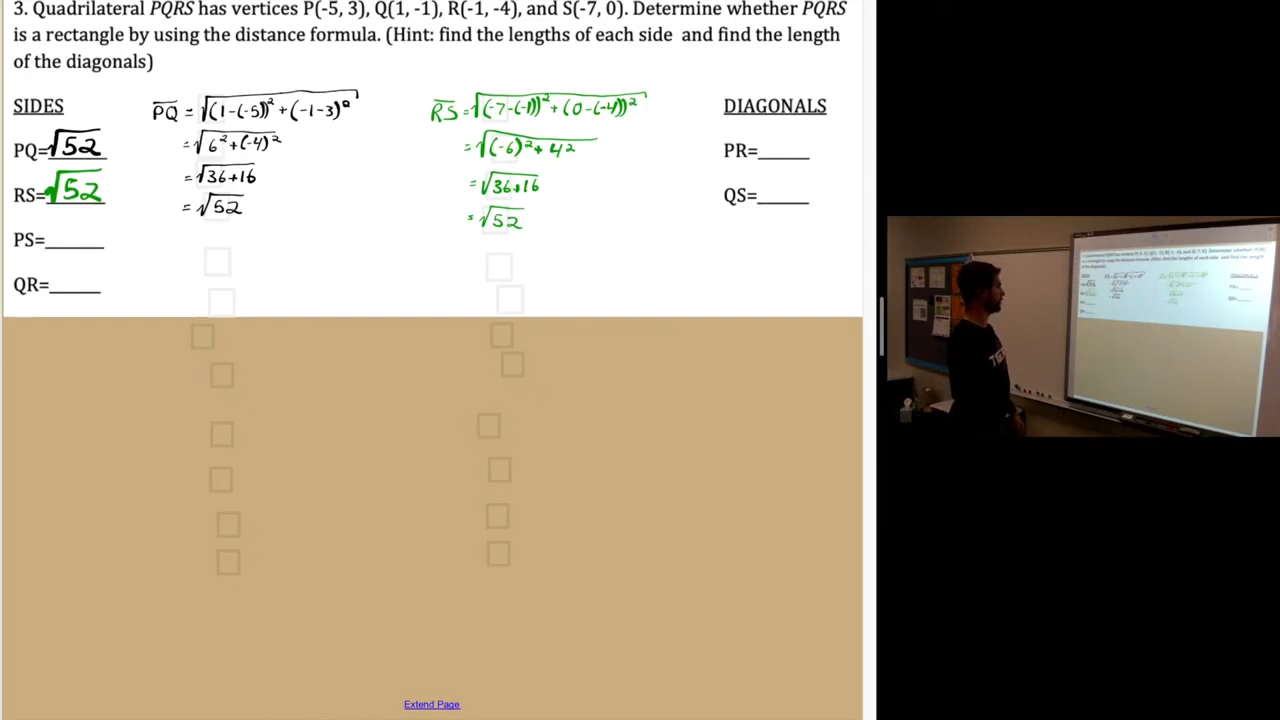 3. Quadrilateral PQRS has vertices P(-5, 3), Q(1, -1), R(-1, -4), and S(-7, 0). Determine whether PQRS
is a rectangle by using the distance formula. (Hint: find the lengths of each side and find the length
of the diagonals)
SIDES
PQ=√52
RS=√52
PS=______
QR=______
PQ = √(1-(-5))² + (-1-3)²
= √6² + (-4)²
= √36+16
= √52
RS = √(-7-(-1))² + (0-(-4))²
= √(-6)² + 4²
= √36+16
= √52
DIAGONALS
PR=______
QS=______
Extend Page